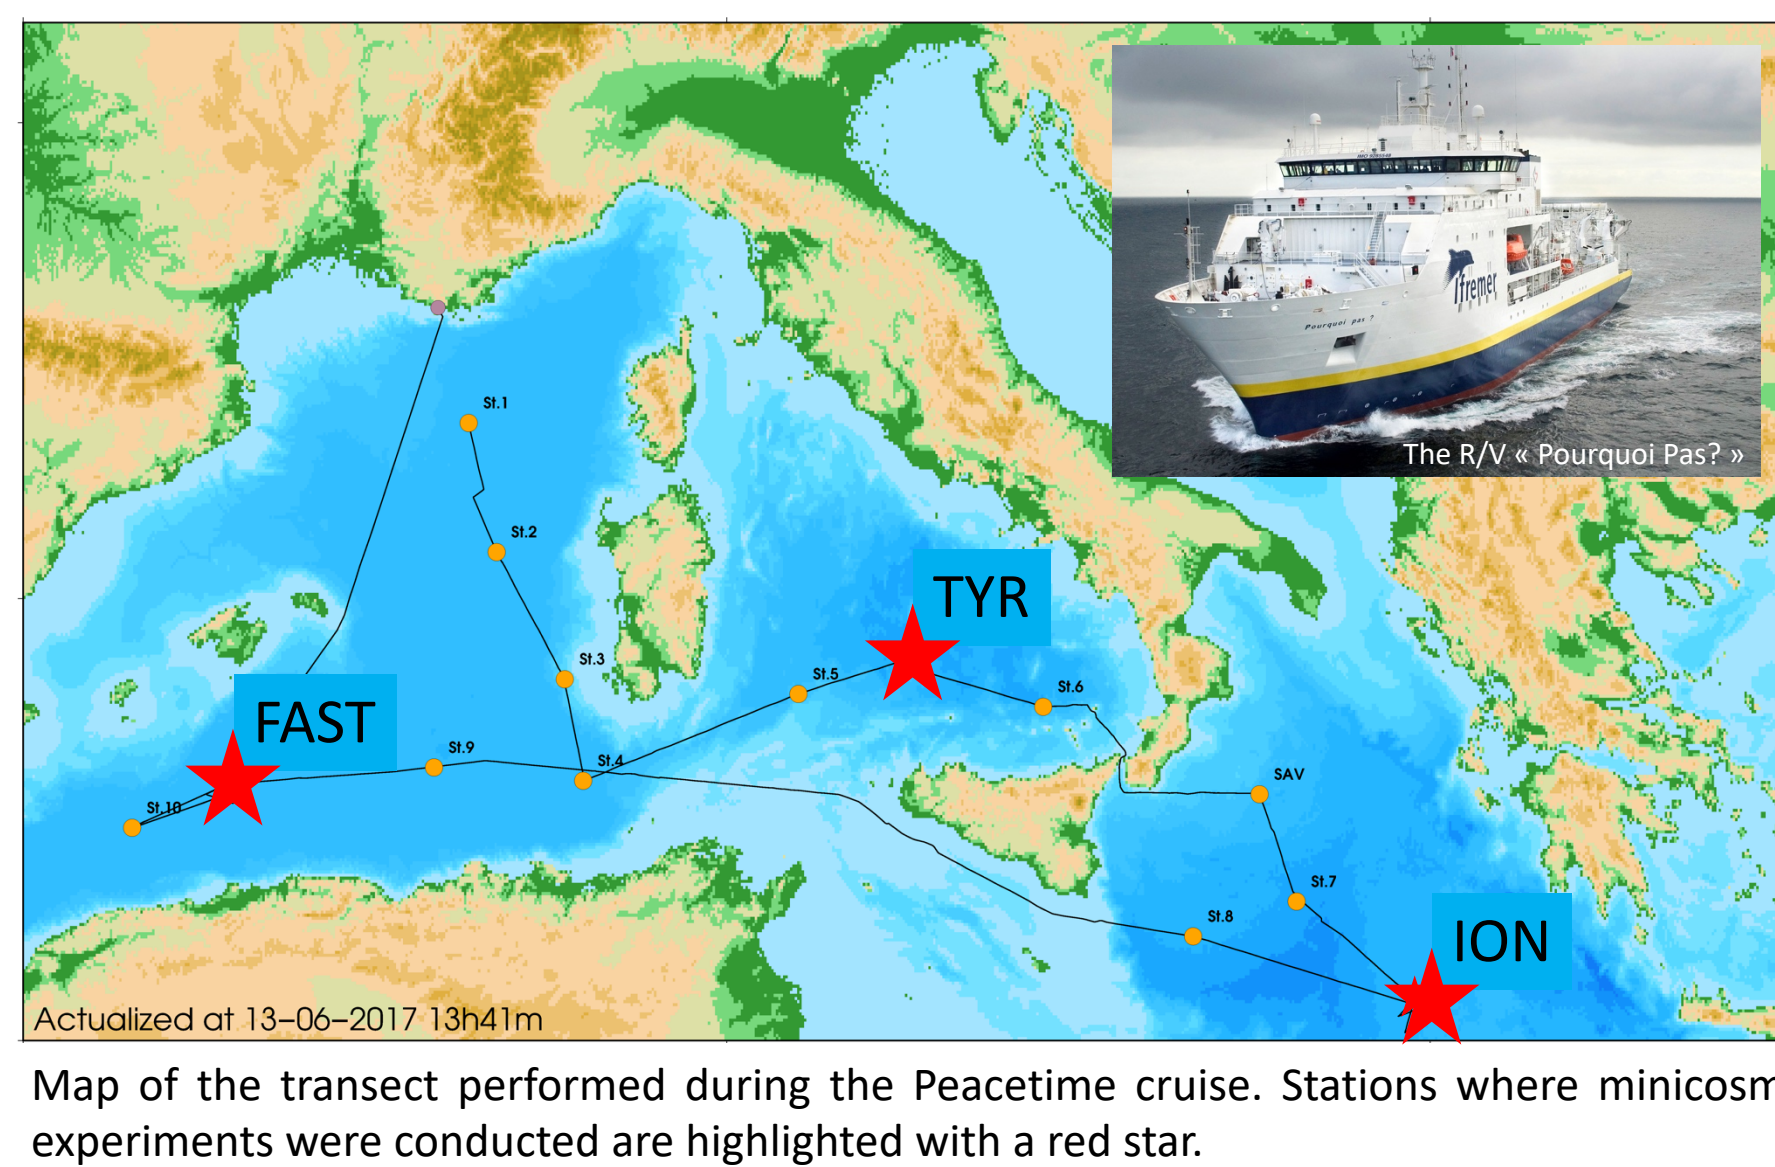 Ifremer
Pourquoi pas ?
The R/V « Pourquoi Pas? »
St.1
St.2
TYR
St.3
St.5
St.6
FAST
St.9
St.4
SAV
St.10
St.7
St.8
ION
Actualized at 13-06-2017 13h41m
Map of the transect performed during the Peacetime cruise. Stations where minicosm
experiments were conducted are highlighted with a red star.